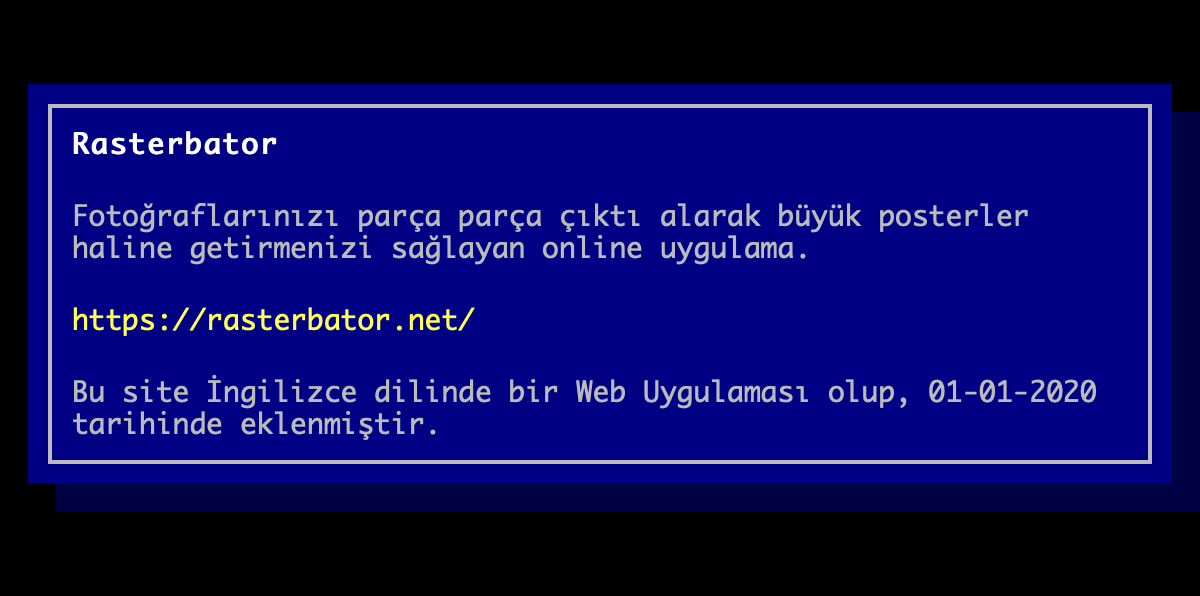 Rasterbator
Fotoğraflarınızı parça parça çıktı alarak büyük posterler
haline getirmenizi sağlayan online uygulama.
https://rasterbator.net/
Bu site İngilizce dilinde bir Web Uygulaması olup, 01-01-2020
tarihinde eklenmiştir.